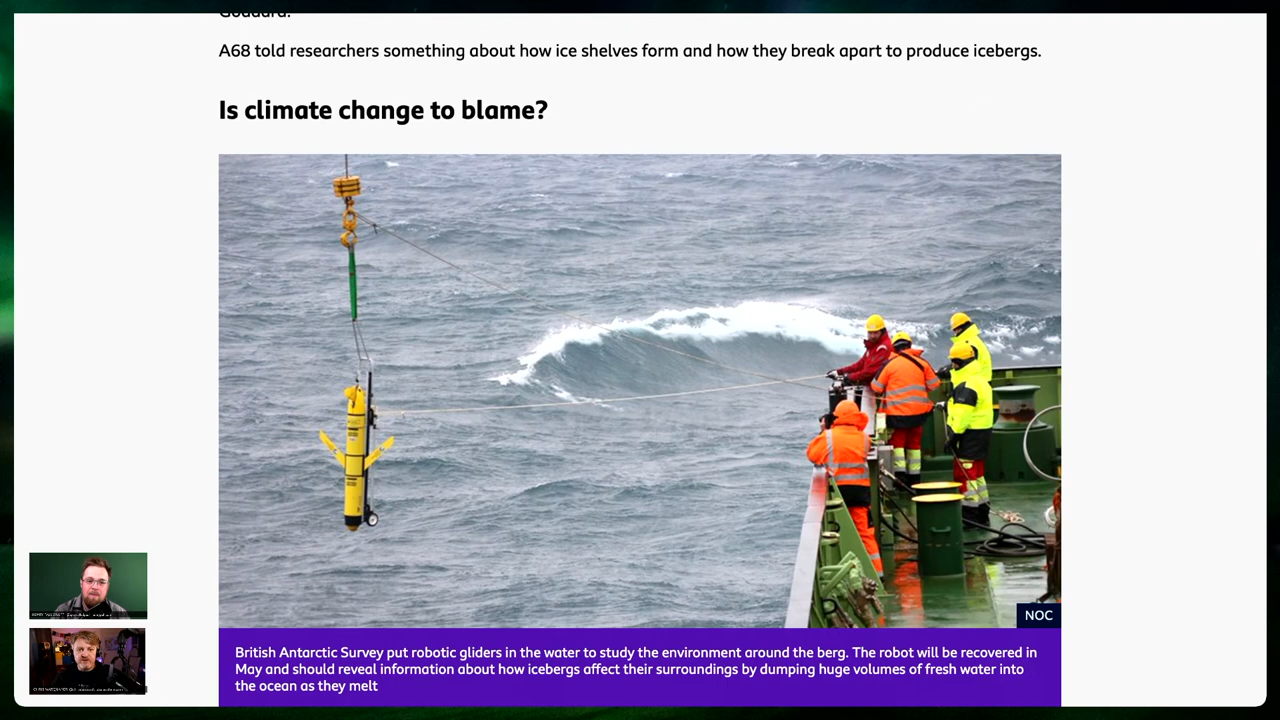 Goddard.
A68 told researchers something about how ice shelves form and how they break apart to produce icebergs.
Is climate change to blame?
NOC
British Antarctic Survey put robotic gliders in the water to study the environment around the berg. The robot will be recovered in
May and should reveal information about how icebergs affect their surroundings by dumping huge volumes of fresh water into
the ocean as they melt